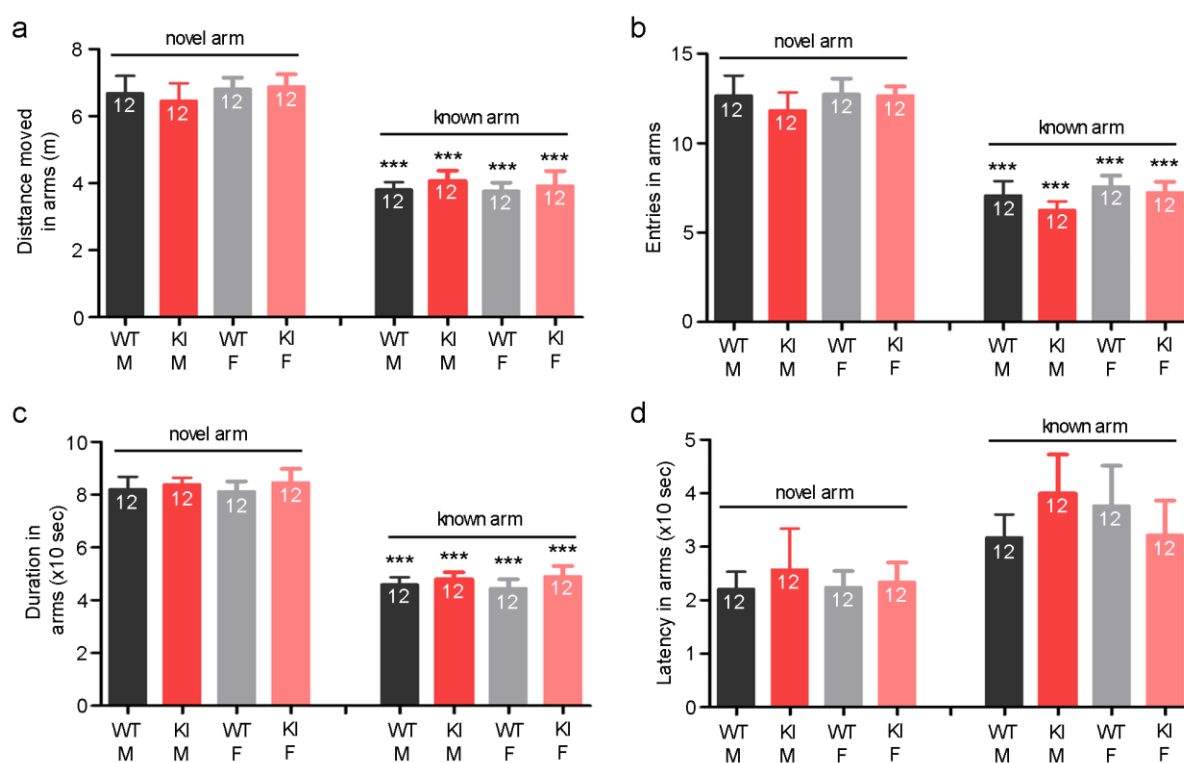 a
novel arm
8
6
4
2
0
Disttance moved
in arms (m)
12 12 12 12
known arm
*** *** *** ***
12 12 12 12
WT KI WT KI WT KI WT KI
M M F F M M F F
b
novel arm
15
10
5
0
Entries in arms
12 12 12 12
known arm
*** *** *** ***
12 12 12 12
WT KI WT KI WT KI WT KI
M M F F M M F F
c
novel arm
10
8
6
4
2
0
Duration in
arms (x10 sec)
12 12 12 12
known arm
*** *** *** ***
12 12 12 12
WT KI WT KI WT KI WT KI
M M F F M M F F
d
known arm
5
4
3
2
1
0
Latency in arms (x10 sec)
novel arm
12 12 12 12
12 12 12 12
WT KI WT KI WT KI WT KI
M M F F M M F F